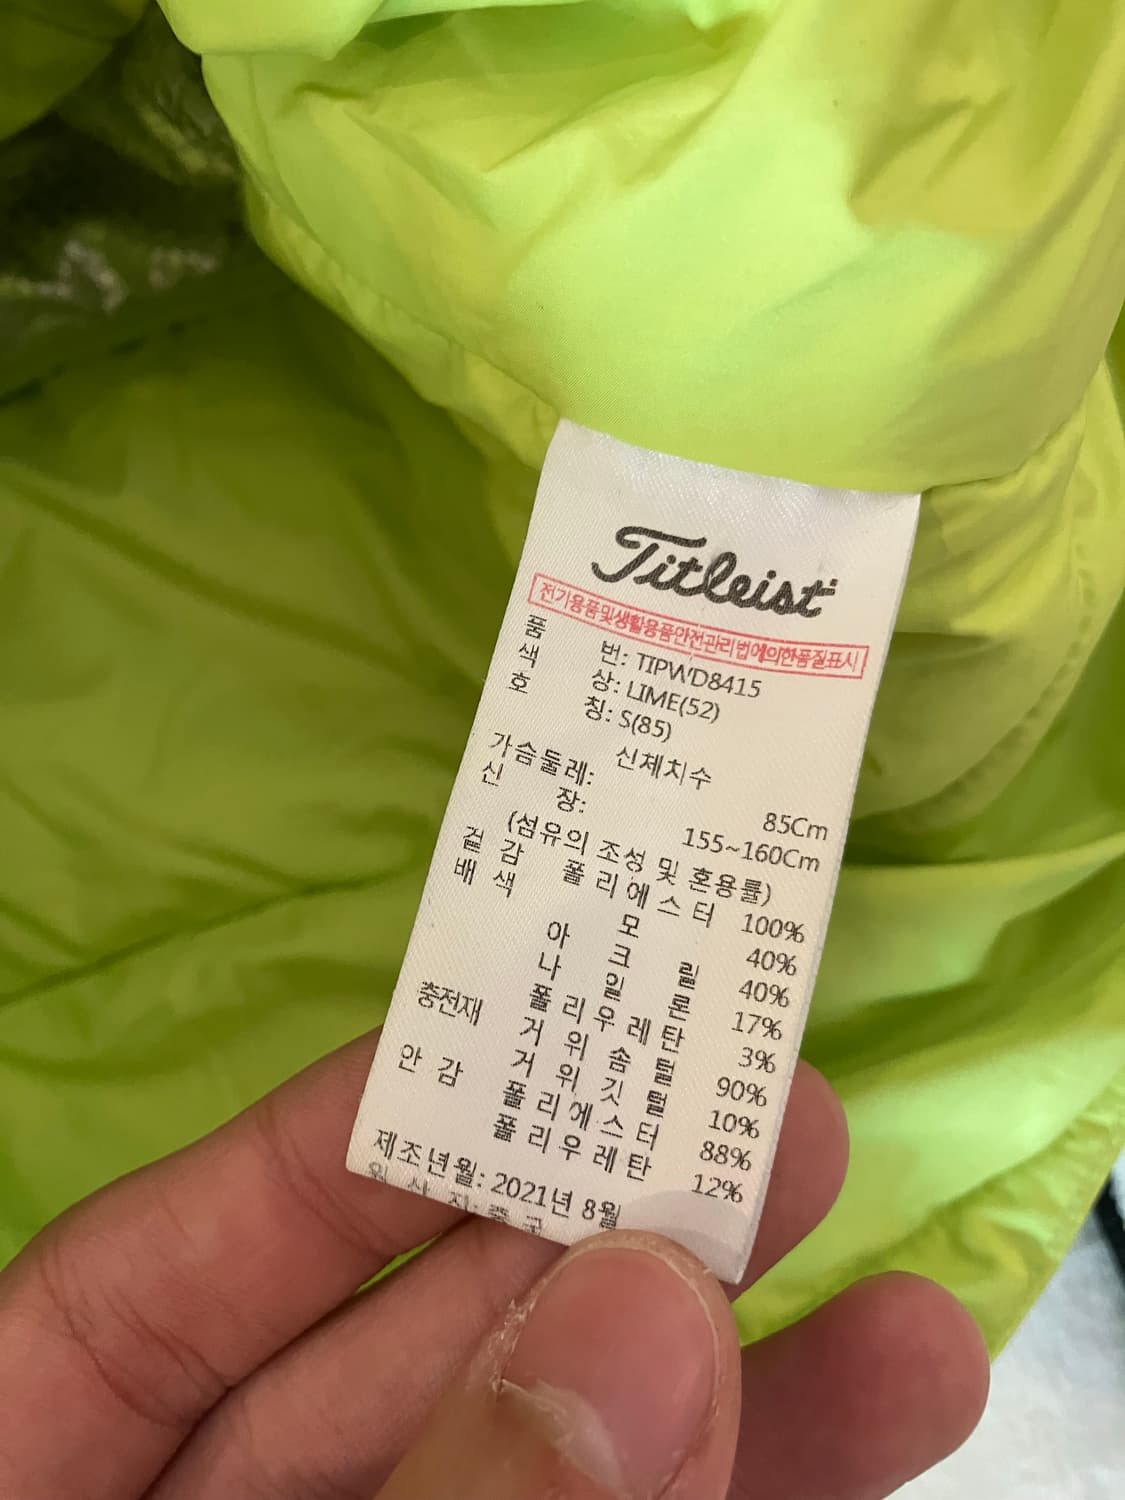 Titleist
전기용품및생활용품안전관리법에의한품질표시
품 번: TIPWD8415
색 상: LIME(52)
호 칭: S(85)
신체치수
가슴둘레: 85Cm
신 장: 155~160Cm
(섬유의 조성 및 혼용률)
겉 감 폴리에스터 100%
배 색 모 40%
아 크 릴 40%
나 일 론 17%
폴리우레탄 3%
충전재 거 위 솜 털 90%
거 위 깃 털 10%
안 감 폴리에스터 88%
폴리우레탄 12%
제조년월: 2021년 8월
원 산 지: 중 국